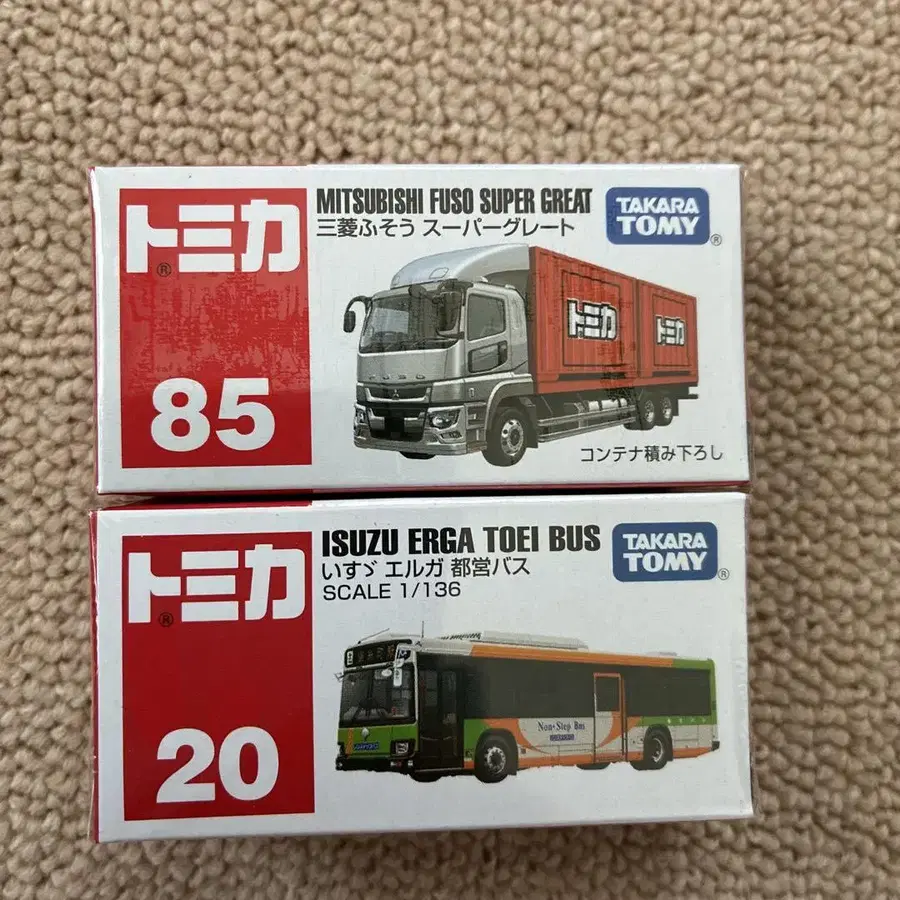 トミカ®
85
MITSUBISHI FUSO SUPER GREAT
三菱ふそう スーパーグレート
TAKARA
TOMY®
FUSO
トミカ
トミカ
コンテナ積み下ろし
トミカ®
20
ISUZU ERGA TOEI BUS
いすゞ エルガ 都営バス
SCALE 1/136
TAKARA
TOMY®
Non-Step Bus